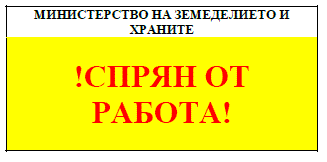 МИНИСТЕРСТВО НА ЗЕМЕДЕЛИЕТО И
ХРАНИТЕ
!СПРЯН ОТ
РАБОТА!